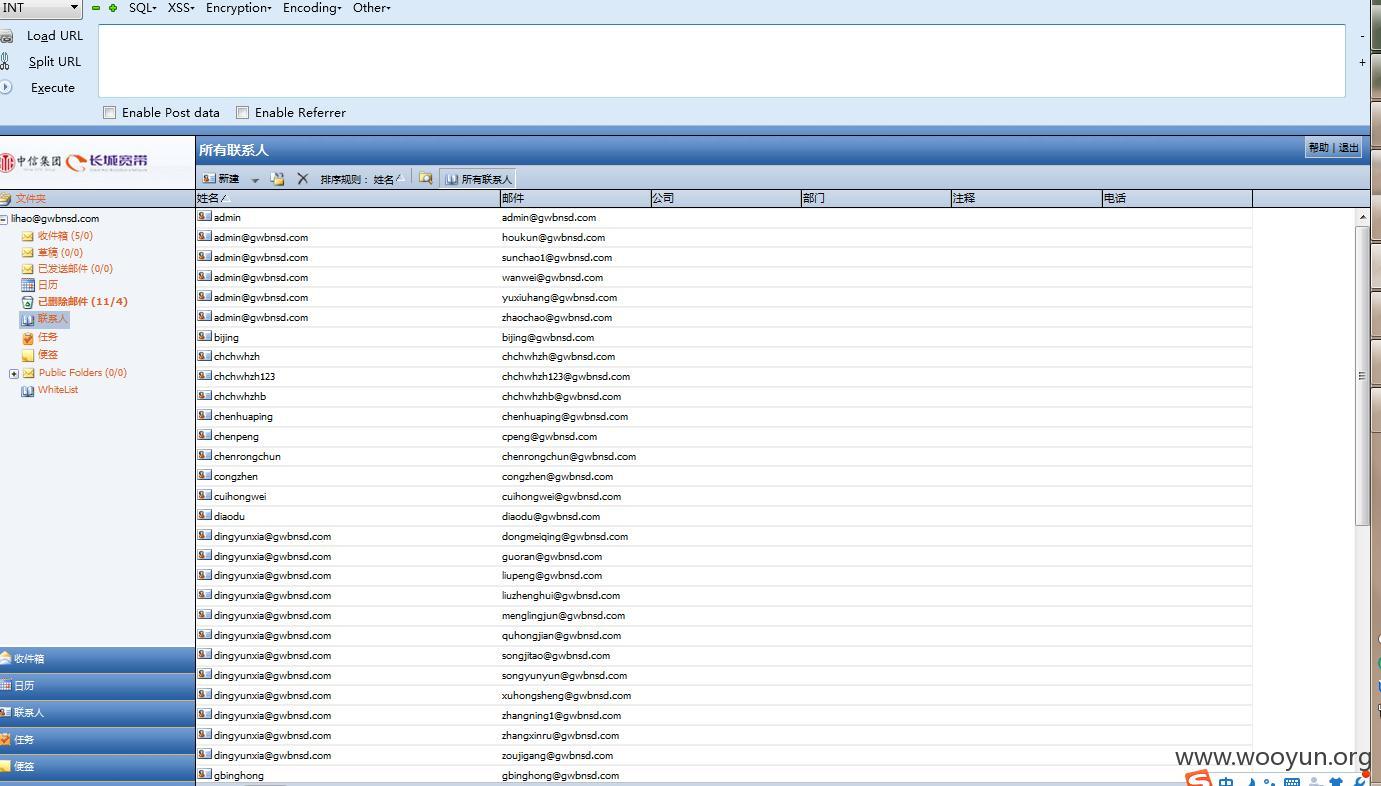 INT SQL XSS Encryption Encoding Other
Load URL
Split URL
Execute
Enable Post data Enable Referrer
中信集团 长城宽带
所有联系人 帮助 | 退出
新建 排序规则： 姓名 所有联系人
文件夹
姓名 邮件 公司 部门 注释 电话
lihao@gwbnsd.com
收件箱 (5/0)
草稿 (0/0)
已发送邮件 (0/0)
日历
已删除邮件 (11/4)
联系人
任务
便签
Public Folders (0/0)
WhiteList
收件箱
日历
联系人
任务
便签
admin admin@gwbnsd.com
admin@gwbnsd.com houkun@gwbnsd.com
admin@gwbnsd.com sunchao1@gwbnsd.com
admin@gwbnsd.com wanwei@gwbnsd.com
admin@gwbnsd.com yuxiuhang@gwbnsd.com
admin@gwbnsd.com zhaochao@gwbnsd.com
bijing bijing@gwbnsd.com
chchwhzh chchwhzh@gwbnsd.com
chchwhzh123 chchwhzh123@gwbnsd.com
chchwhzhb chchwhzhb@gwbnsd.com
chenhuaping chenhuaping@gwbnsd.com
chenpeng cpeng@gwbnsd.com
chenrongchun chenrongchun@gwbnsd.com
congzhen congzhen@gwbnsd.com
cuihongwei cuihongwei@gwbnsd.com
diaodu diaodu@gwbnsd.com
dingyunxia@gwbnsd.com dongmeiqing@gwbnsd.com
dingyunxia@gwbnsd.com guoran@gwbnsd.com
dingyunxia@gwbnsd.com liupeng@gwbnsd.com
dingyunxia@gwbnsd.com liuzhenghui@gwbnsd.com
dingyunxia@gwbnsd.com menglingjun@gwbnsd.com
dingyunxia@gwbnsd.com quhongjian@gwbnsd.com
dingyunxia@gwbnsd.com songjitao@gwbnsd.com
dingyunxia@gwbnsd.com songyunyun@gwbnsd.com
dingyunxia@gwbnsd.com xuhongsheng@gwbnsd.com
dingyunxia@gwbnsd.com zhangning1@gwbnsd.com
dingyunxia@gwbnsd.com zhangxinru@gwbnsd.com
dingyunxia@gwbnsd.com zoujigang@gwbnsd.com
gbinghong gbinghong@gwbnsd.com
www.wooyun.org
中